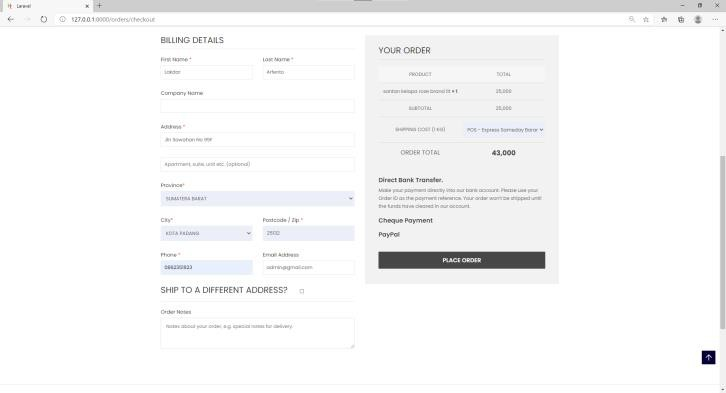 Laravel
127.0.0.1:8000/orders/checkout
BILLING DETAILS
First Name *
Last Name *
Lakdar
Company Name
Address *
Jln Sawahan No 99F
Apartment, suite, unit etc. (optional)
Province*
SUMATERA BARAT
City*
Postcode / Zip *
KOTA PADANG
25132
Phone *
Email Address
0862351923
admin@gmail.com
SHIP TO A DIFFERENT ADDRESS?
Order Notes
Notes about your order, e.g. special notes for delivery.
YOUR ORDER
PRODUCT
TOTAL
santan kelapa rose brand 1lt × 1
25,000
SUBTOTAL
25,000
SHIPPING COST (1 KG)
POS - Express Sameday Barar
ORDER TOTAL
43,000
Direct Bank Transfer.
Make your payment directly into our bank account. Please use your
Order ID as the payment reference. Your order won't be shipped until
the funds have cleared in our account.
Cheque Payment
PayPal
PLACE ORDER